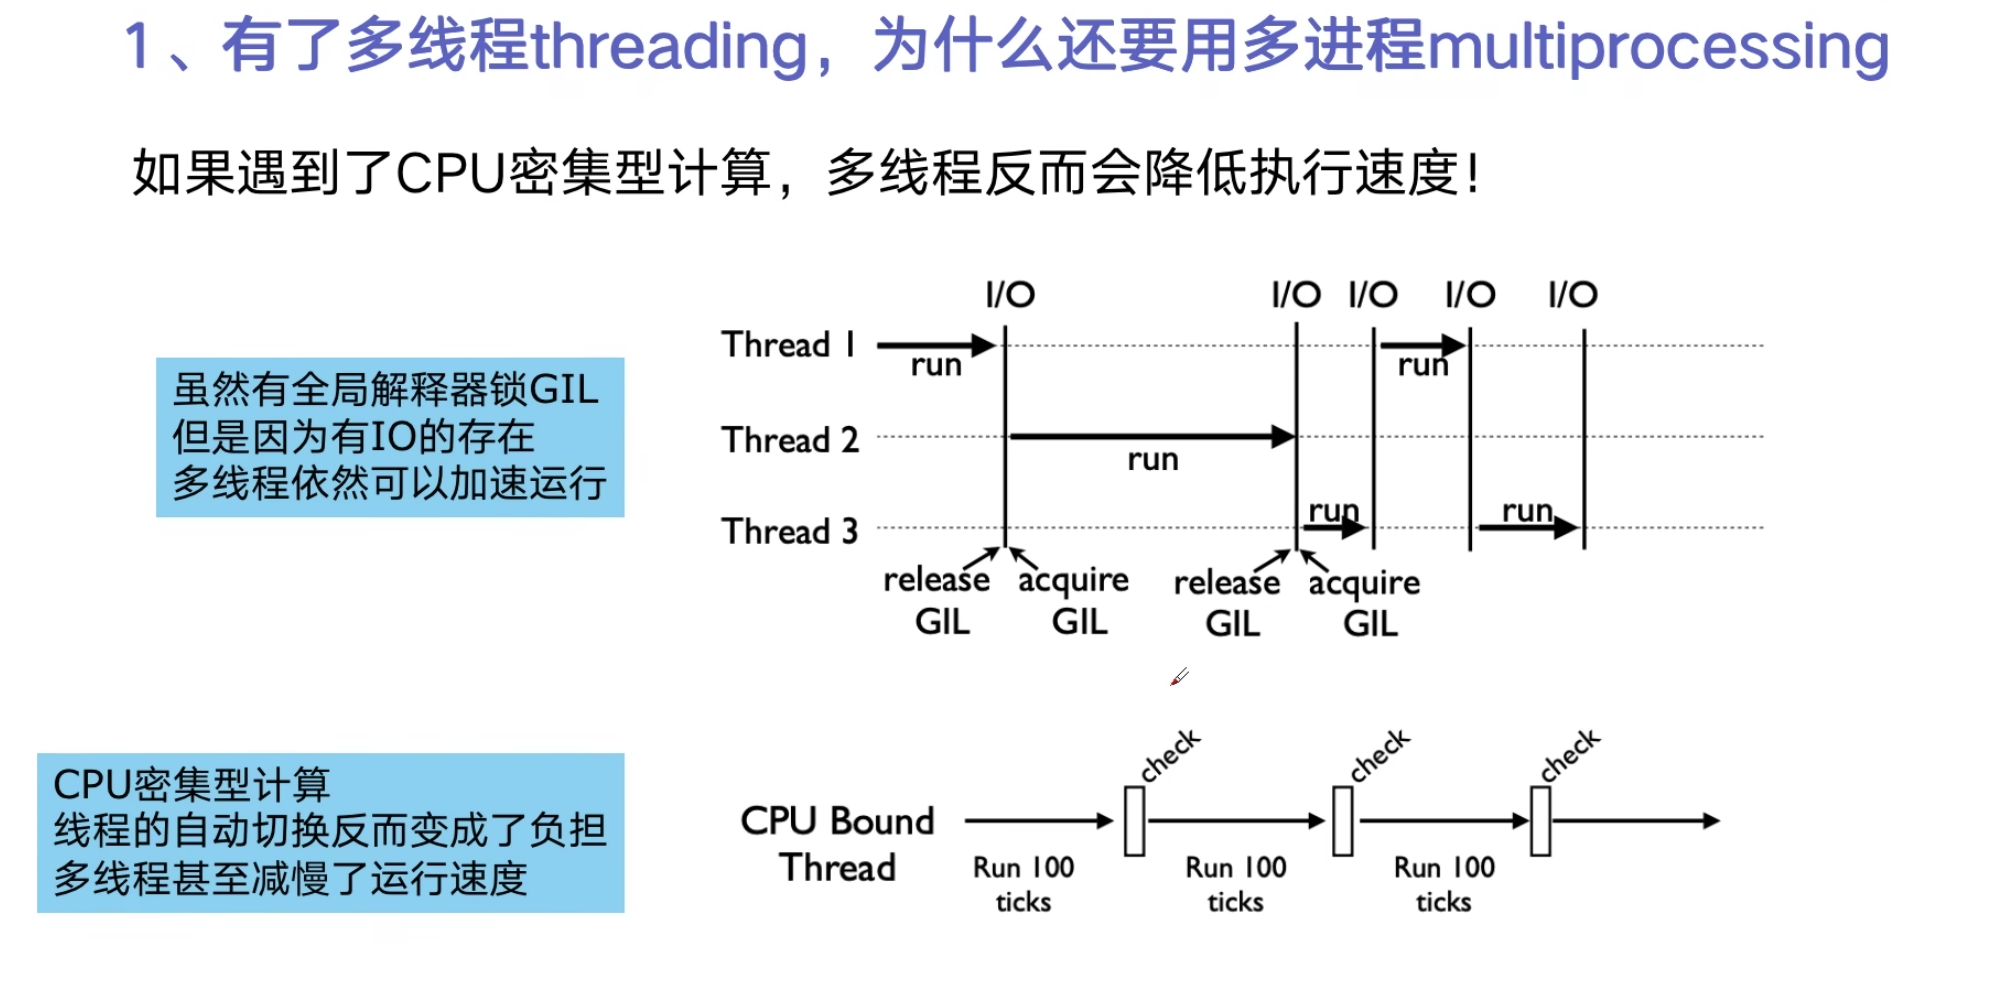 1、有了多线程threading，为什么还要用多进程multiprocessing
如果遇到了CPU密集型计算，多线程反而会降低执行速度！
虽然有全局解释器锁GIL
但是因为有IO的存在
多线程依然可以加速运行
I/O I/O I/O I/O I/O
Thread 1 run run
Thread 2 run
Thread 3 run run
release GIL
acquire GIL
release GIL
acquire GIL
CPU密集型计算
线程的自动切换反而变成了负担
多线程甚至减慢了运行速度
check check check
CPU Bound
Thread
Run 100
ticks
Run 100
ticks
Run 100
ticks